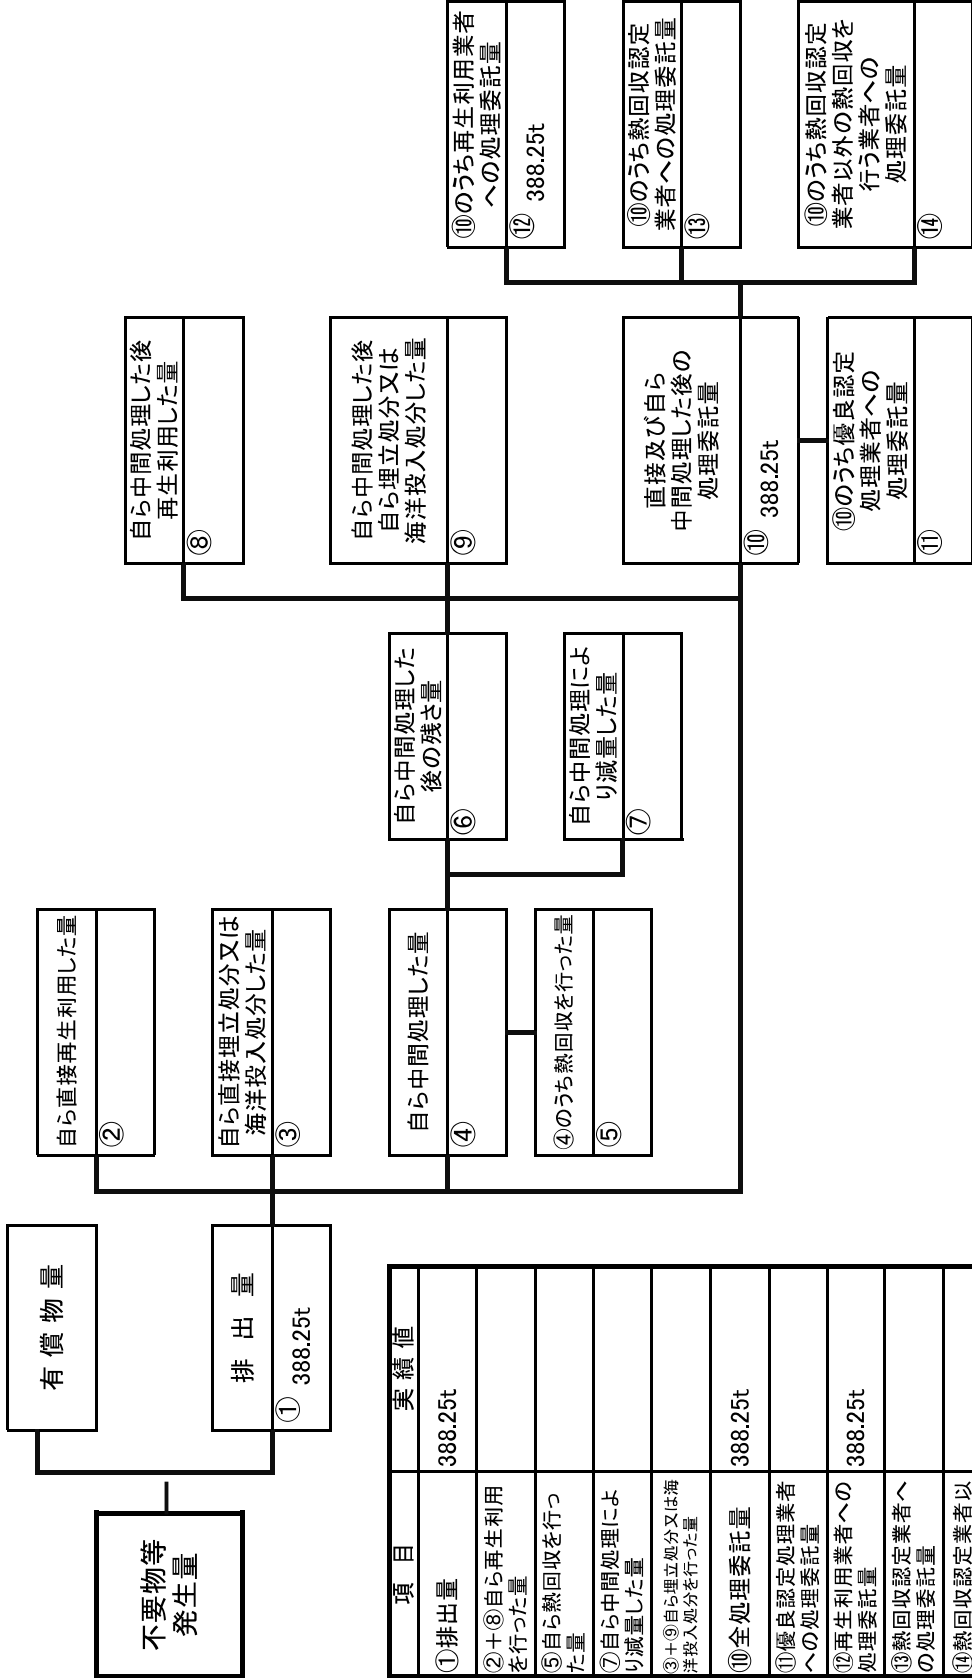 不要物等
発生量
有 償 物 量
排 出 量
① 388.25t
自ら直接再生利用した量
②
自ら直接埋立処分又は
海洋投入処分した量
③
自ら中間処理した量
④
④のうち熱回収を行った量
⑤
自ら中間処理した
後の残さ量
⑥
自ら中間処理によ
り減量した量
⑦
自ら中間処理した後
再生利用した量
⑧
自ら中間処理した後
自ら埋立処分又は
海洋投入処分した量
⑨
直接及び自ら
中間処理した後の
処理委託量
⑩ 388.25t
⑩のうち優良認定
処理業者への
処理委託量
⑪
⑩のうち再生利用業者
への処理委託量
⑫ 388.25t
⑩のうち熱回収認定
業者への処理委託量
⑬
⑩のうち熱回収認定
業者以外の熱回収を
行う業者への
処理委託量
⑭
項 目 実 績 値
①排出量 388.25t
②＋⑧自ら再生利用
を行った量
⑤自ら熱回収を行っ
た量
⑦自ら中間処理によ
り減量した量
③＋⑨自ら埋立処分又は海
洋投入処分を行った量
⑩全処理委託量 388.25t
⑪優良認定処理業者
への処理委託量
⑫再生利用業者への
処理委託量 388.25t
⑬熱回収認定業者へ
の処理委託量
⑭熱回収認定業者以